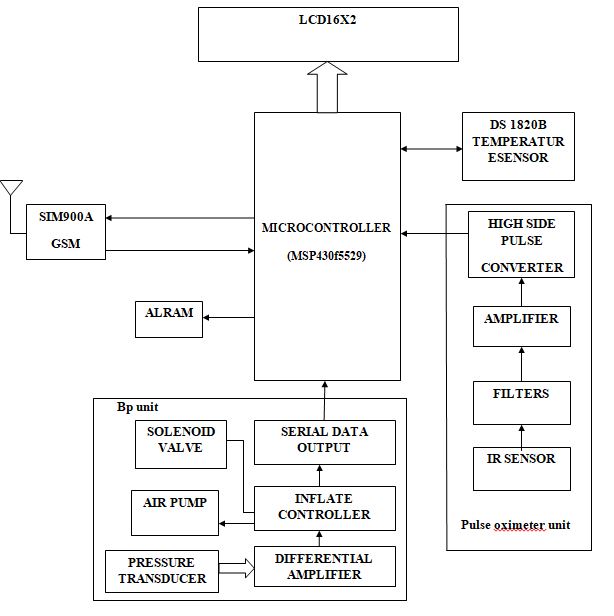 LCD16X2
DS 1820B
TEMPERATUR
ESENSOR
SIM900A
GSM
MICROCONTROLLER
(MSP430f5529)
HIGH SIDE
PULSE
CONVERTER
ALRAM
AMPLIFIER
FILTERS
IR SENSOR
Pulse oximeter unit
Bp unit
SOLENOID
VALVE
SERIAL DATA
OUTPUT
AIR PUMP
INFLATE
CONTROLLER
PRESSURE
TRANSDUCER
DIFFERENTIAL
AMPLIFIER